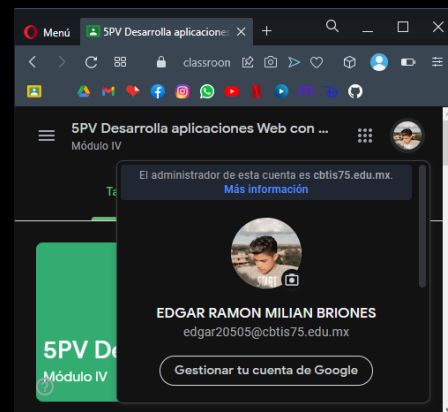 Menú
5PV Desarrolla aplicacione
classroon
5PV Desarrolla aplicaciones Web con ...
Módulo IV
Ta
El administrador de esta cuenta es cbtis75.edu.mx.
Más información
START
EDGAR RAMON MILIAN BRIONES
edgar20505@cbtis75.edu.mx
Gestionar tu cuenta de Google
5PV De
Módulo IV